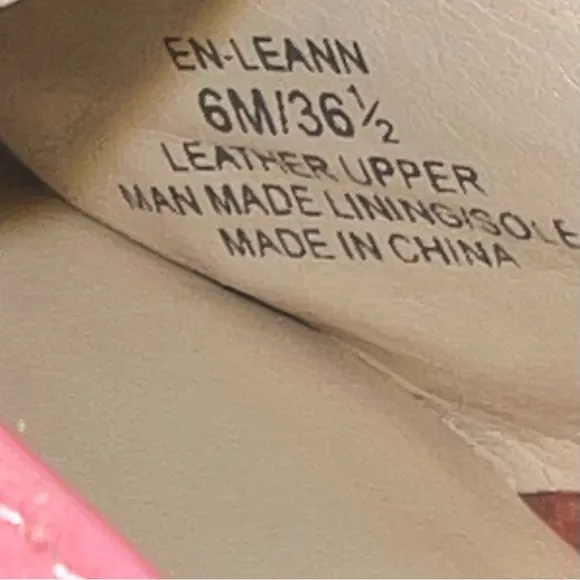 EN-LEANN
6M/36½
LEATHER UPPER
MAN MADE LINING/SOLE
MADE IN CHINA